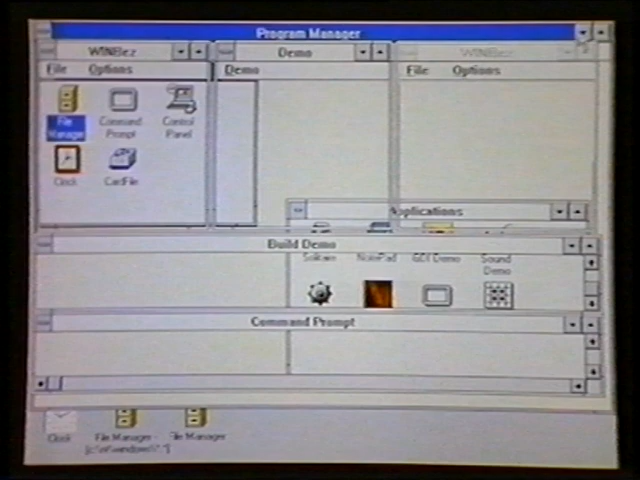 Program Manager
WINBez
Demo
WINBez
File Options
Demo
File Options
File Manager
Command Prompt
Control Panel
Clock
CardFile
Applications
Build Demo
Solitaire
NotePad
GDI Demo
Sound Demo
Command Prompt
Clock
File Manager -
File Manager